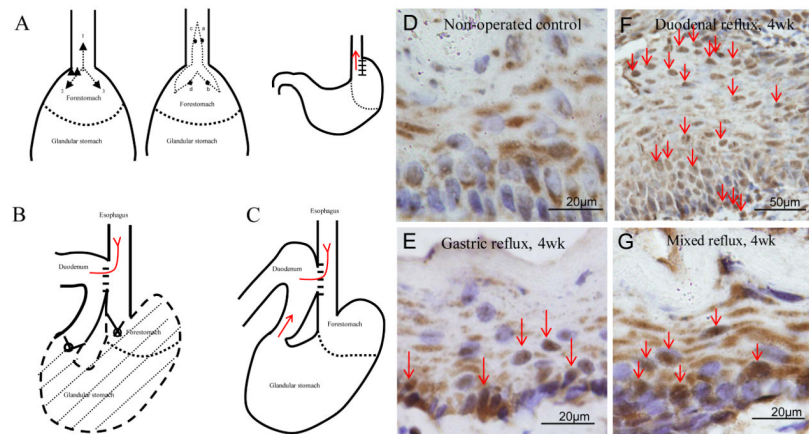 A
Forestomach
Glandular stomach
Forestomach
Glandular stomach
B
Esophagus
Duodenum
Forestomach
Glandular stomach
C
Esophagus
Duodenum
Forestomach
Glandular stomach
D
Non-operated control
20μm
F
Duodenal reflux, 4wk
50μm
E
Gastric reflux, 4wk
20μm
G
Mixed reflux, 4wk
20μm